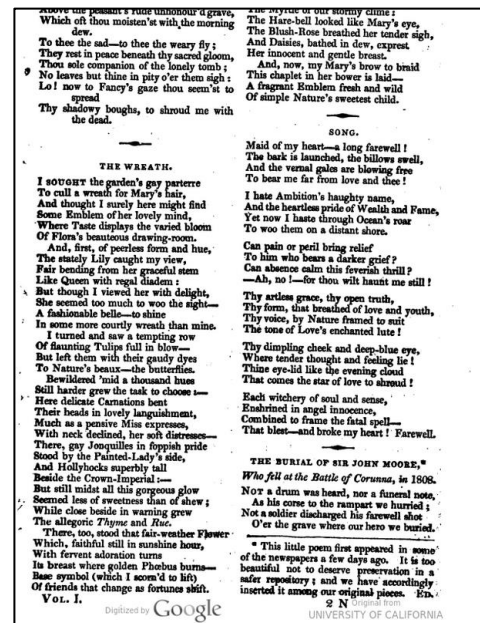 Above the peasant's rude unhonour'd grave,
Which oft thou moisten'st with the morning
dew.
To thee the sad—to thee the weary fly;
They rest in peace beneath thy sacred gloom,
Thou sole companion of the lonely tomb;
No leaves but thine in pity o'er them sigh:
Lo! now to Fancy's gaze thou seem'st to
spread
Thy shadowy boughs, to shroud me with
the dead.
THE WREATH.
I SOUGHT the garden's gay parterre
To cull a wreath for Mary's hair,
And thought I surely here might find
Some Emblem of her lovely mind,
Where Taste displays the varied bloom
Of Flora's beauteous drawing-room.
And, first, of peerless form and hue,
The stately Lily caught my view,
Fair bending from her graceful stem
Like Queen with regal diadem:
But though I viewed her with delight,
She seemed too much to woo the sight—
A fashionable belle—to shine
In some more courtly wreath than mine.
I turned and saw a tempting row
Of flaunting Tulips full in blow—
But left them with their gaudy dyes
To Nature's beaux—the butterflies.
Bewildered 'mid a thousand hues
Still harder grew the task to choose:—
Here delicate Carnations bent
Their heads in lovely languishment,
Much as a pensive Miss expresses,
With neck declined, her soft distresses—
There, gay Jonquilles in foppish pride
Stood by the Painted-Lady's side,
And Hollyhocks superbly tall
Beside the Crown-Imperial:—
But still midst all this gorgeous glow
Seemed less of sweetness than of shew;
While close beside in warning grew
The allegoric Thyme and Rue.
There, too, stood that fair-weather Flower
Which, faithful still in sunshine hour,
With fervent adoration turns
Its breast where golden Phœbus burns—
Base symbol (which I scorn'd to lift)
Of friends that change as fortunes shift.
VOL. I.
The Myrtle of our stormy clime:
The Hare-bell looked like Mary's eye,
The Blush-Rose breathed her tender sigh,
And Daisies, bathed in dew, exprest
Her innocent and gentle breast.
And, now, my Mary's brow to braid
This chaplet in her bower is laid—
A fragrant Emblem fresh and wild
Of simple Nature's sweetest child.
SONG.
Maid of my heart—a long farewell!
The bark is launched, the billows swell,
And the vernal gales are blowing free
To bear me far from love and thee!
I hate Ambition's haughty name,
And the heartless pride of Wealth and Fame,
Yet now I haste through Ocean's roar
To woo them on a distant shore.
Can pain or peril bring relief
To him who bears a darker grief?
Can absence calm this feverish thrill?
—Ah, no!—for thou wilt haunt me still!
Thy artless grace, thy open truth,
Thy form, that breathed of love and youth,
Thy voice, by Nature framed to suit
The tone of Love's enchanted lute!
Thy dimpling cheek and deep-blue eye,
Where tender thought and feeling lie!
Thine eye-lid like the evening cloud
That comes the star of love to shroud!
Each witchery of soul and sense,
Enshrined in angel innocence,
Combined to frame the fatal spell—
That blest—and broke my heart! Farewell.
THE BURIAL OF SIR JOHN MOORE,*
Who fell at the Battle of Corunna, in 1808.
NOT a drum was heard, nor a funeral note,
As his corse to the rampart we hurried;
Not a soldier discharged his farewell shot
O'er the grave where our hero we buried.
* This little poem first appeared in some
of the newspapers a few days ago. It is too
beautiful not to deserve preservation in a
safer repository; and we have accordingly
inserted it among our original pieces. ED.
2 N
Digitized by Google
Original from
UNIVERSITY OF CALIFORNIA